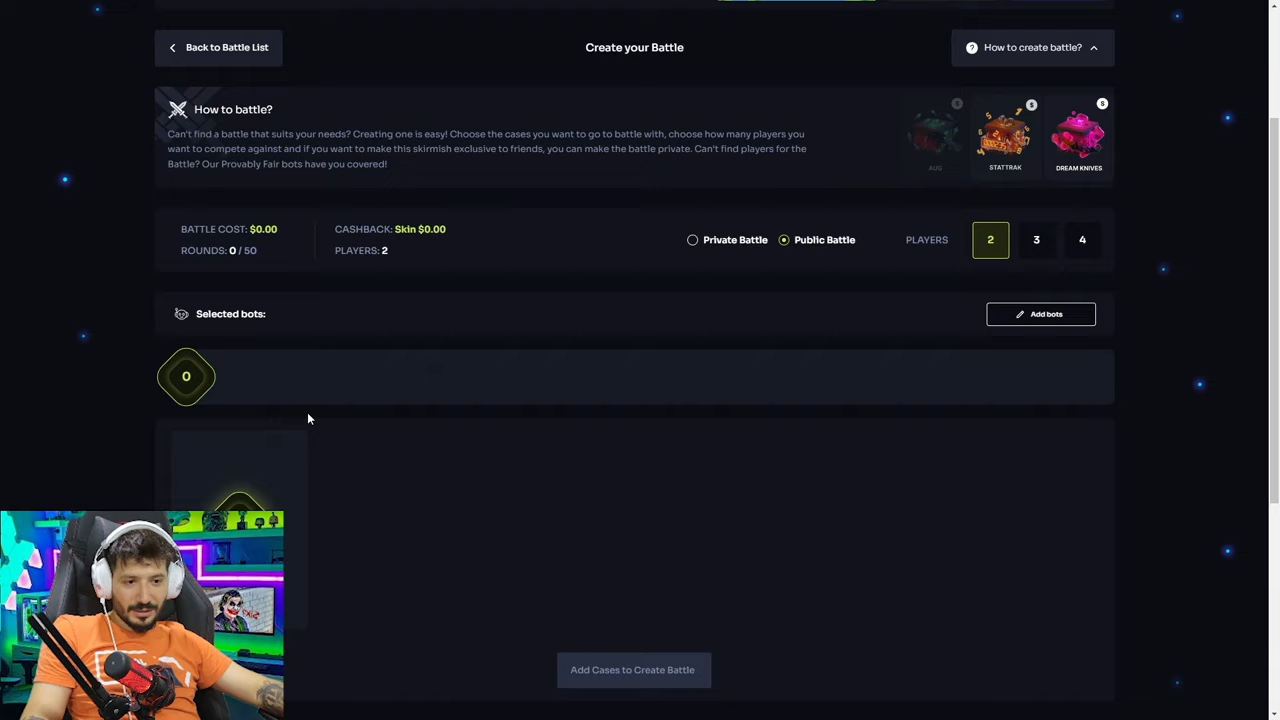 Back to Battle List
Create your Battle
How to create battle?
How to battle?
Can't find a battle that suits your needs? Creating one is easy! Choose the cases you want to go to battle with, choose how many players you
want to compete against and if you want to make this skirmish exclusive to friends, you can make the battle private. Can't find players for the
Battle? Our Provably Fair bots have you covered!
AUG
STATTRAK
DREAM KNIVES
BATTLE COST: $0.00
ROUNDS: 0 / 50
CASHBACK: Skin $0.00
PLAYERS: 2
Private Battle
Public Battle
PLAYERS
2
3
4
Selected bots:
Add bots
0
Add Cases to Create Battle